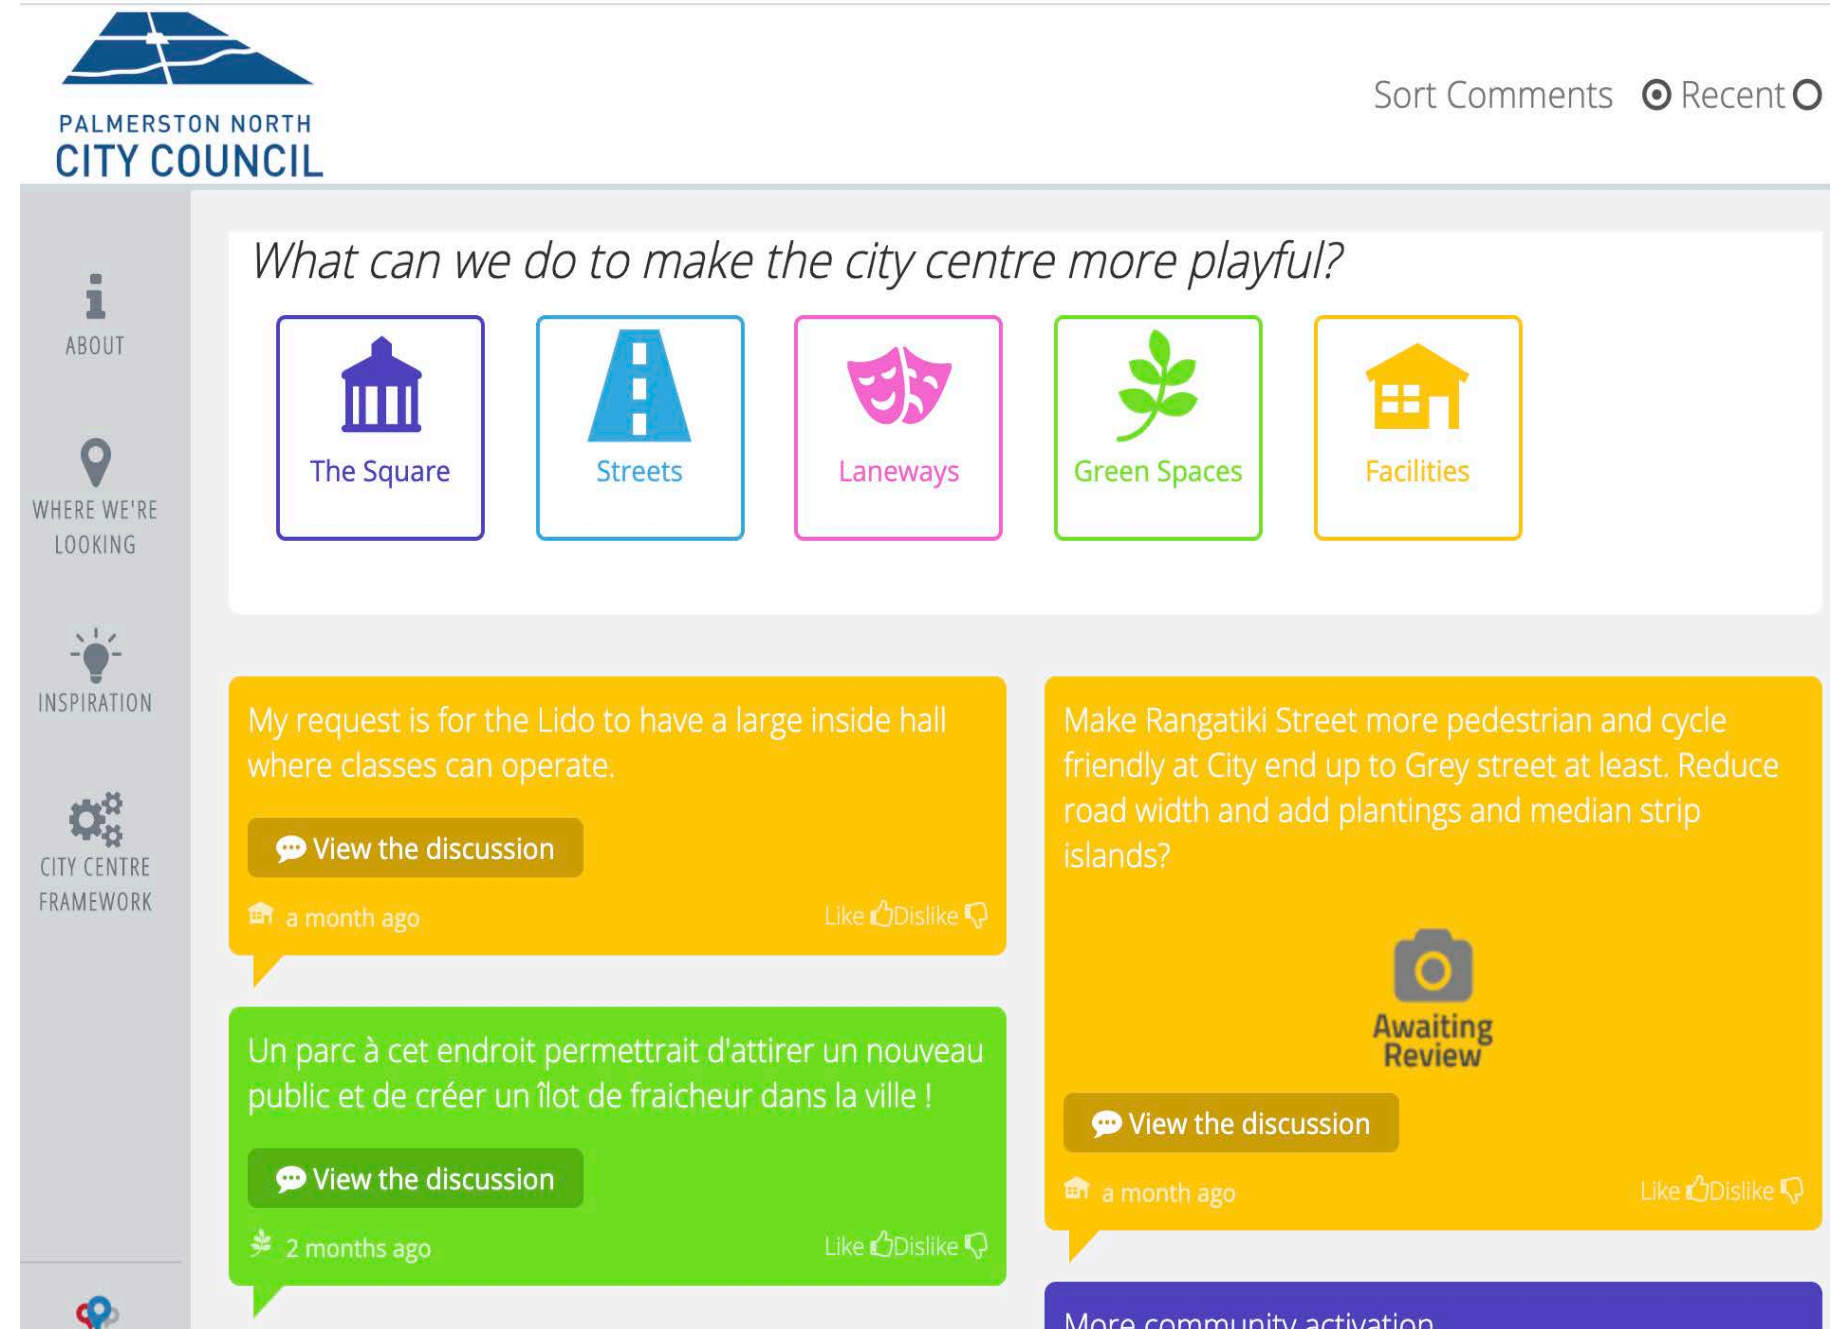 PALMERSTON NORTH
CITY COUNCIL
Sort Comments Recent
ABOUT
WHERE WE'RE
LOOKING
INSPIRATION
CITY CENTRE
FRAMEWORK
What can we do to make the city centre more playful?
The Square
Streets
Laneways
Green Spaces
Facilities
My request is for the Lido to have a large inside hall
where classes can operate.
View the discussion
a month ago
Like Dislike
Un parc à cet endroit permettrait d'attirer un nouveau
public et de créer un îlot de fraicheur dans la ville !
View the discussion
2 months ago
Like Dislike
Make Rangatiki Street more pedestrian and cycle
friendly at City end up to Grey street at least. Reduce
road width and add plantings and median strip
islands?
Awaiting
Review
View the discussion
a month ago
Like Dislike
More community activation